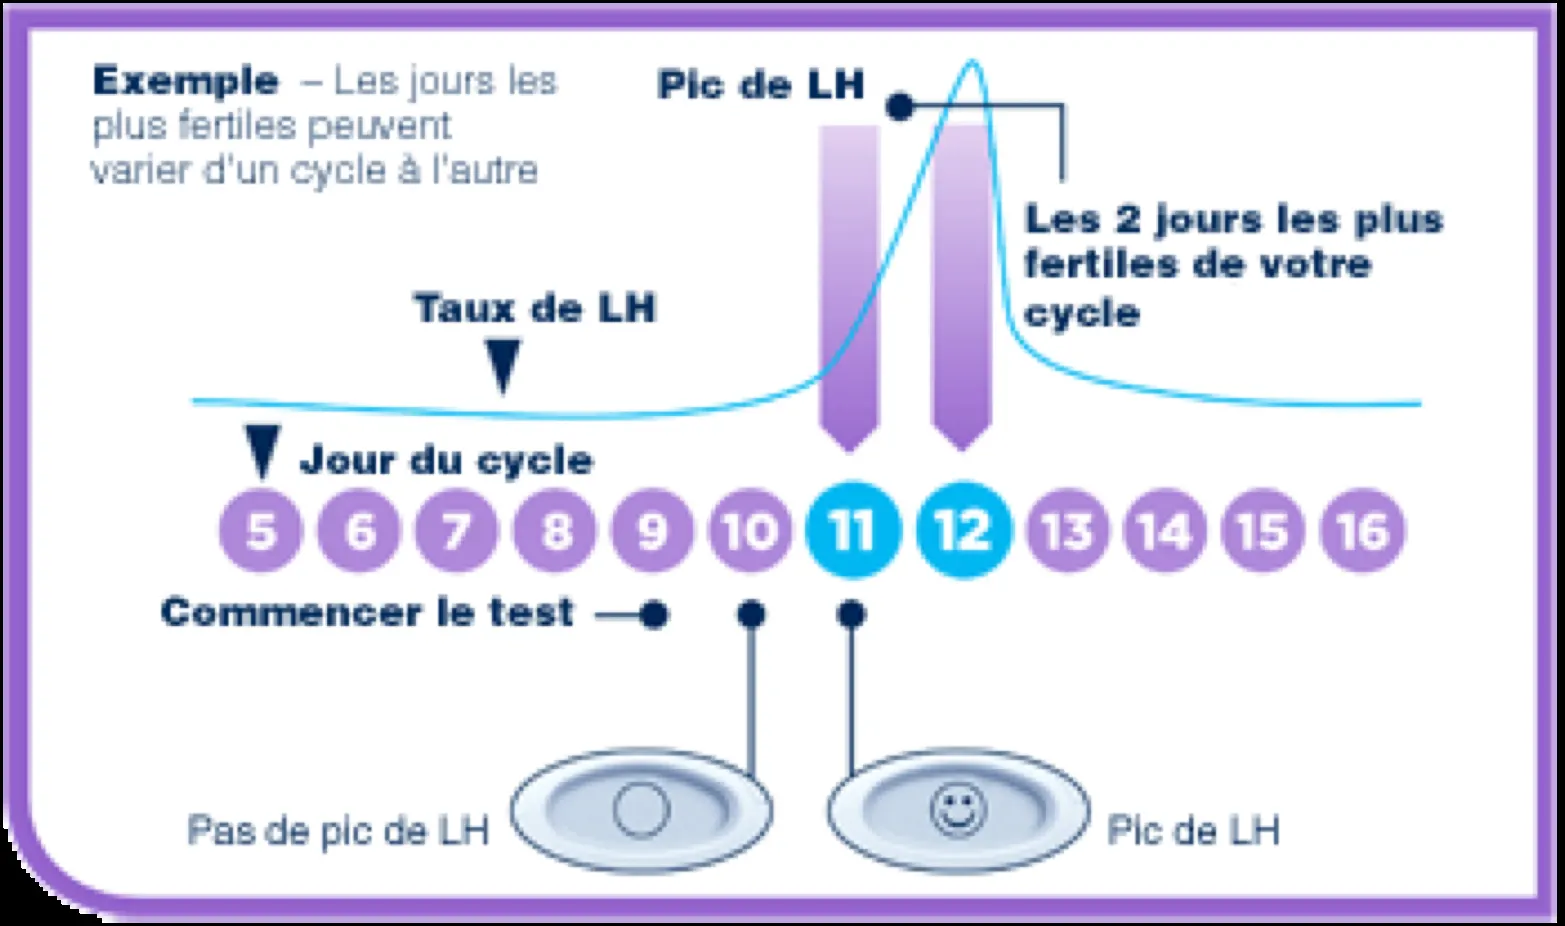 Exemple – Les jours les
plus fertiles peuvent
varier d'un cycle à l'autre
Pic de LH
Les 2 jours les plus
fertiles de votre
cycle
Taux de LH
Jour du cycle
5 6 7 8 9 10 11 12 13 14 15 16
Commencer le test
Pas de pic de LH
Pic de LH